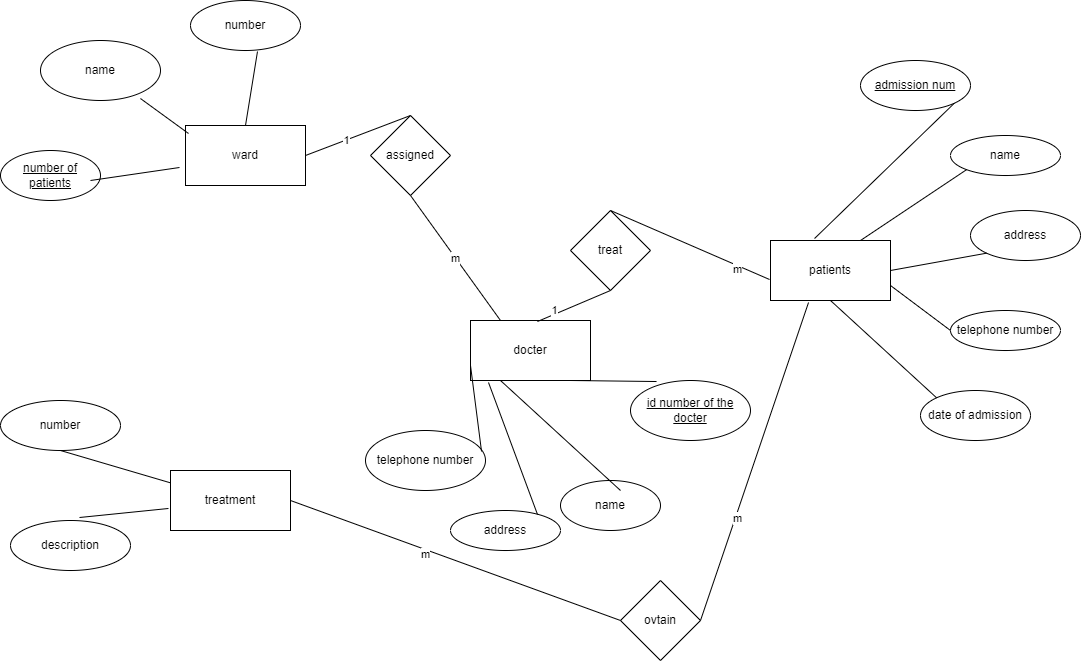 number
name
admission num
1
ward
assigned
name
number of
patients
address
treat
m
m
patients
1
telephone number
docter
id number of the
docter
date of admission
number
telephone number
treatment
name
m
address
description
m
ovtain